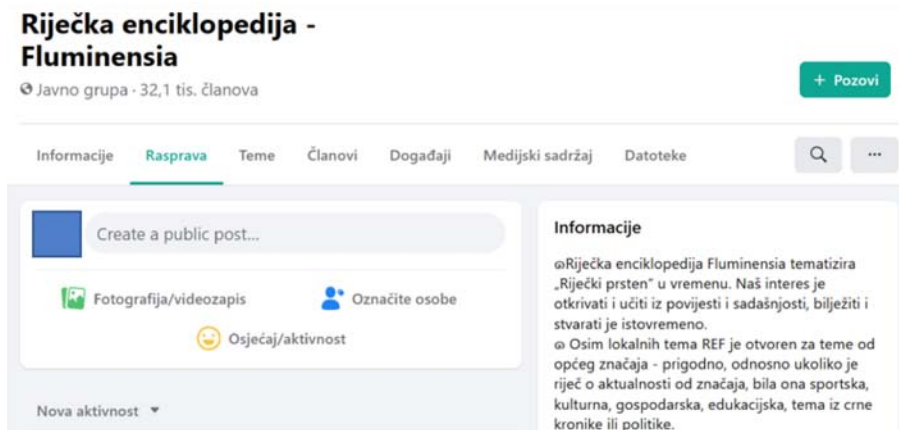 Riječka enciklopedija -
Fluminensia
Javno grupa · 32,1 tis. članova
+ Pozovi
Informacije Rasprava Teme Članovi Događaji Medijski sadržaj Datoteke
Create a public post...
Fotografija/videozapis Označite osobe
Osjećaj/aktivnost
Nova aktivnost
Informacije
Riječka enciklopedija Fluminensia tematizira
„Riječki prsten" u vremenu. Naš interes je
otkrivati i učiti iz povijesti i sadašnjosti, bilježiti i
stvarati je istovremeno.
Osim lokalnih tema REF je otvoren za teme od
općeg značaja - prigodno, odnosno ukoliko je
riječ o aktualnosti od značaja, bila ona sportska,
kulturna, gospodarska, edukacijska, tema iz crne
kronike ili politike.